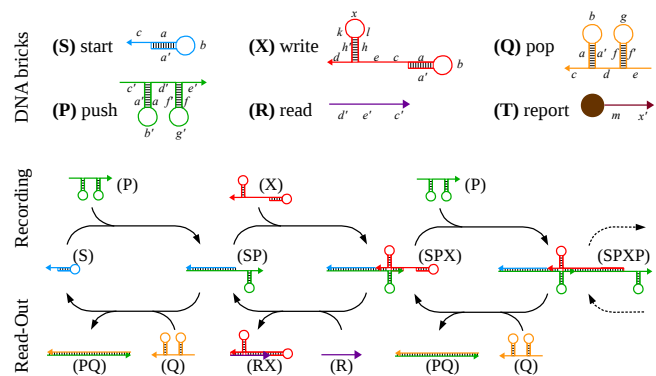 DNA bricks
(S) start
c a b
a'
(X) write
x
k l
h' h
d e c a b
a'
(Q) pop
b g
a a' f' f
c d e
(P) push
c' d' e'
a' a f' f
b' g'
(R) read
d' e' c'
(T) report
m x'
Recording
(P) (X) (P)
(S) (SP) (SPX) (SPXP)
Read-Out
(PQ) (Q) (RX) (R) (PQ) (Q)